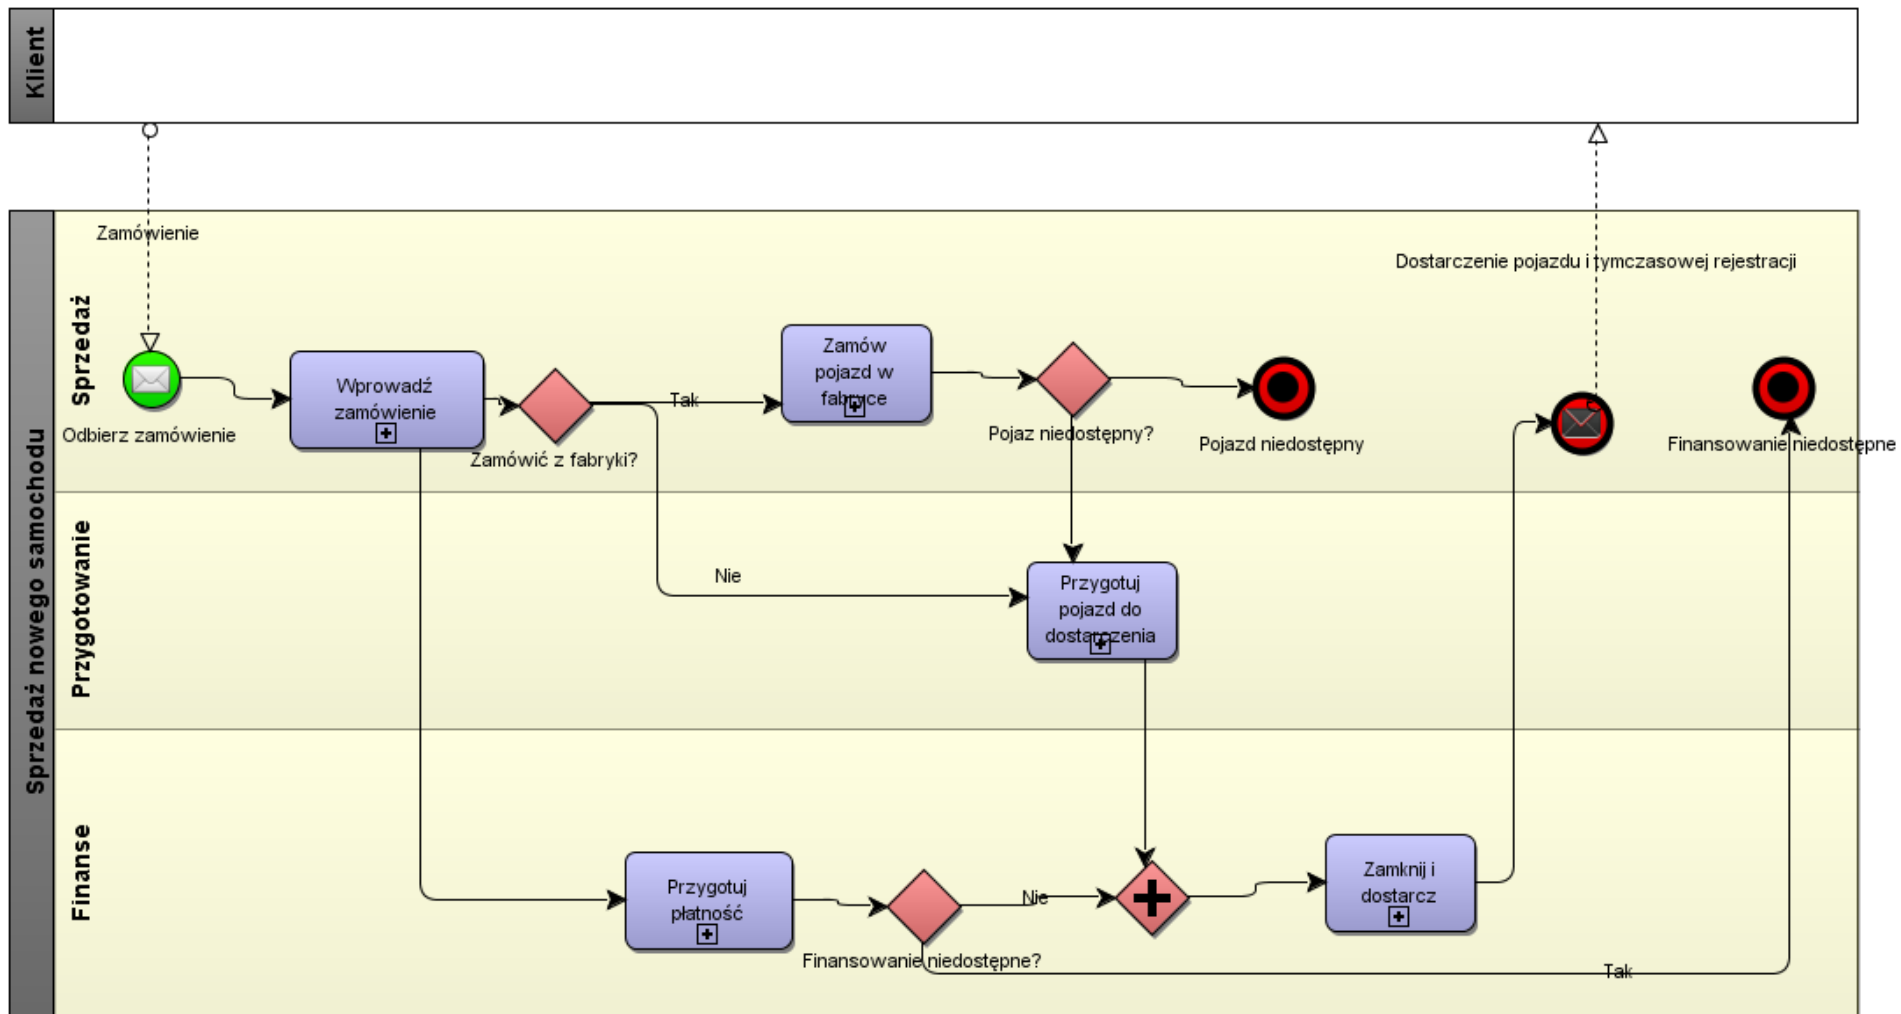 Klient
Sprzedaż nowego samochodu
Sprzedaż
Przygotowanie
Finanse
Zamówienie
Dostarczenie pojazdu i tymczasowej rejestracji
Odbierz zamówienie
Wprowadź
zamówienie
Zamówić z fabryki?
Tak
Zamów
pojazd w
fabryce
Pojaz niedostępny?
Pojazd niedostępny
Finansowanie niedostępne
Nie
Przygotuj
pojazd do
dostarczenia
Przygotuj
płatność
Finansowanie niedostępne?
Nie
Zamknij i
dostarcz
Tak